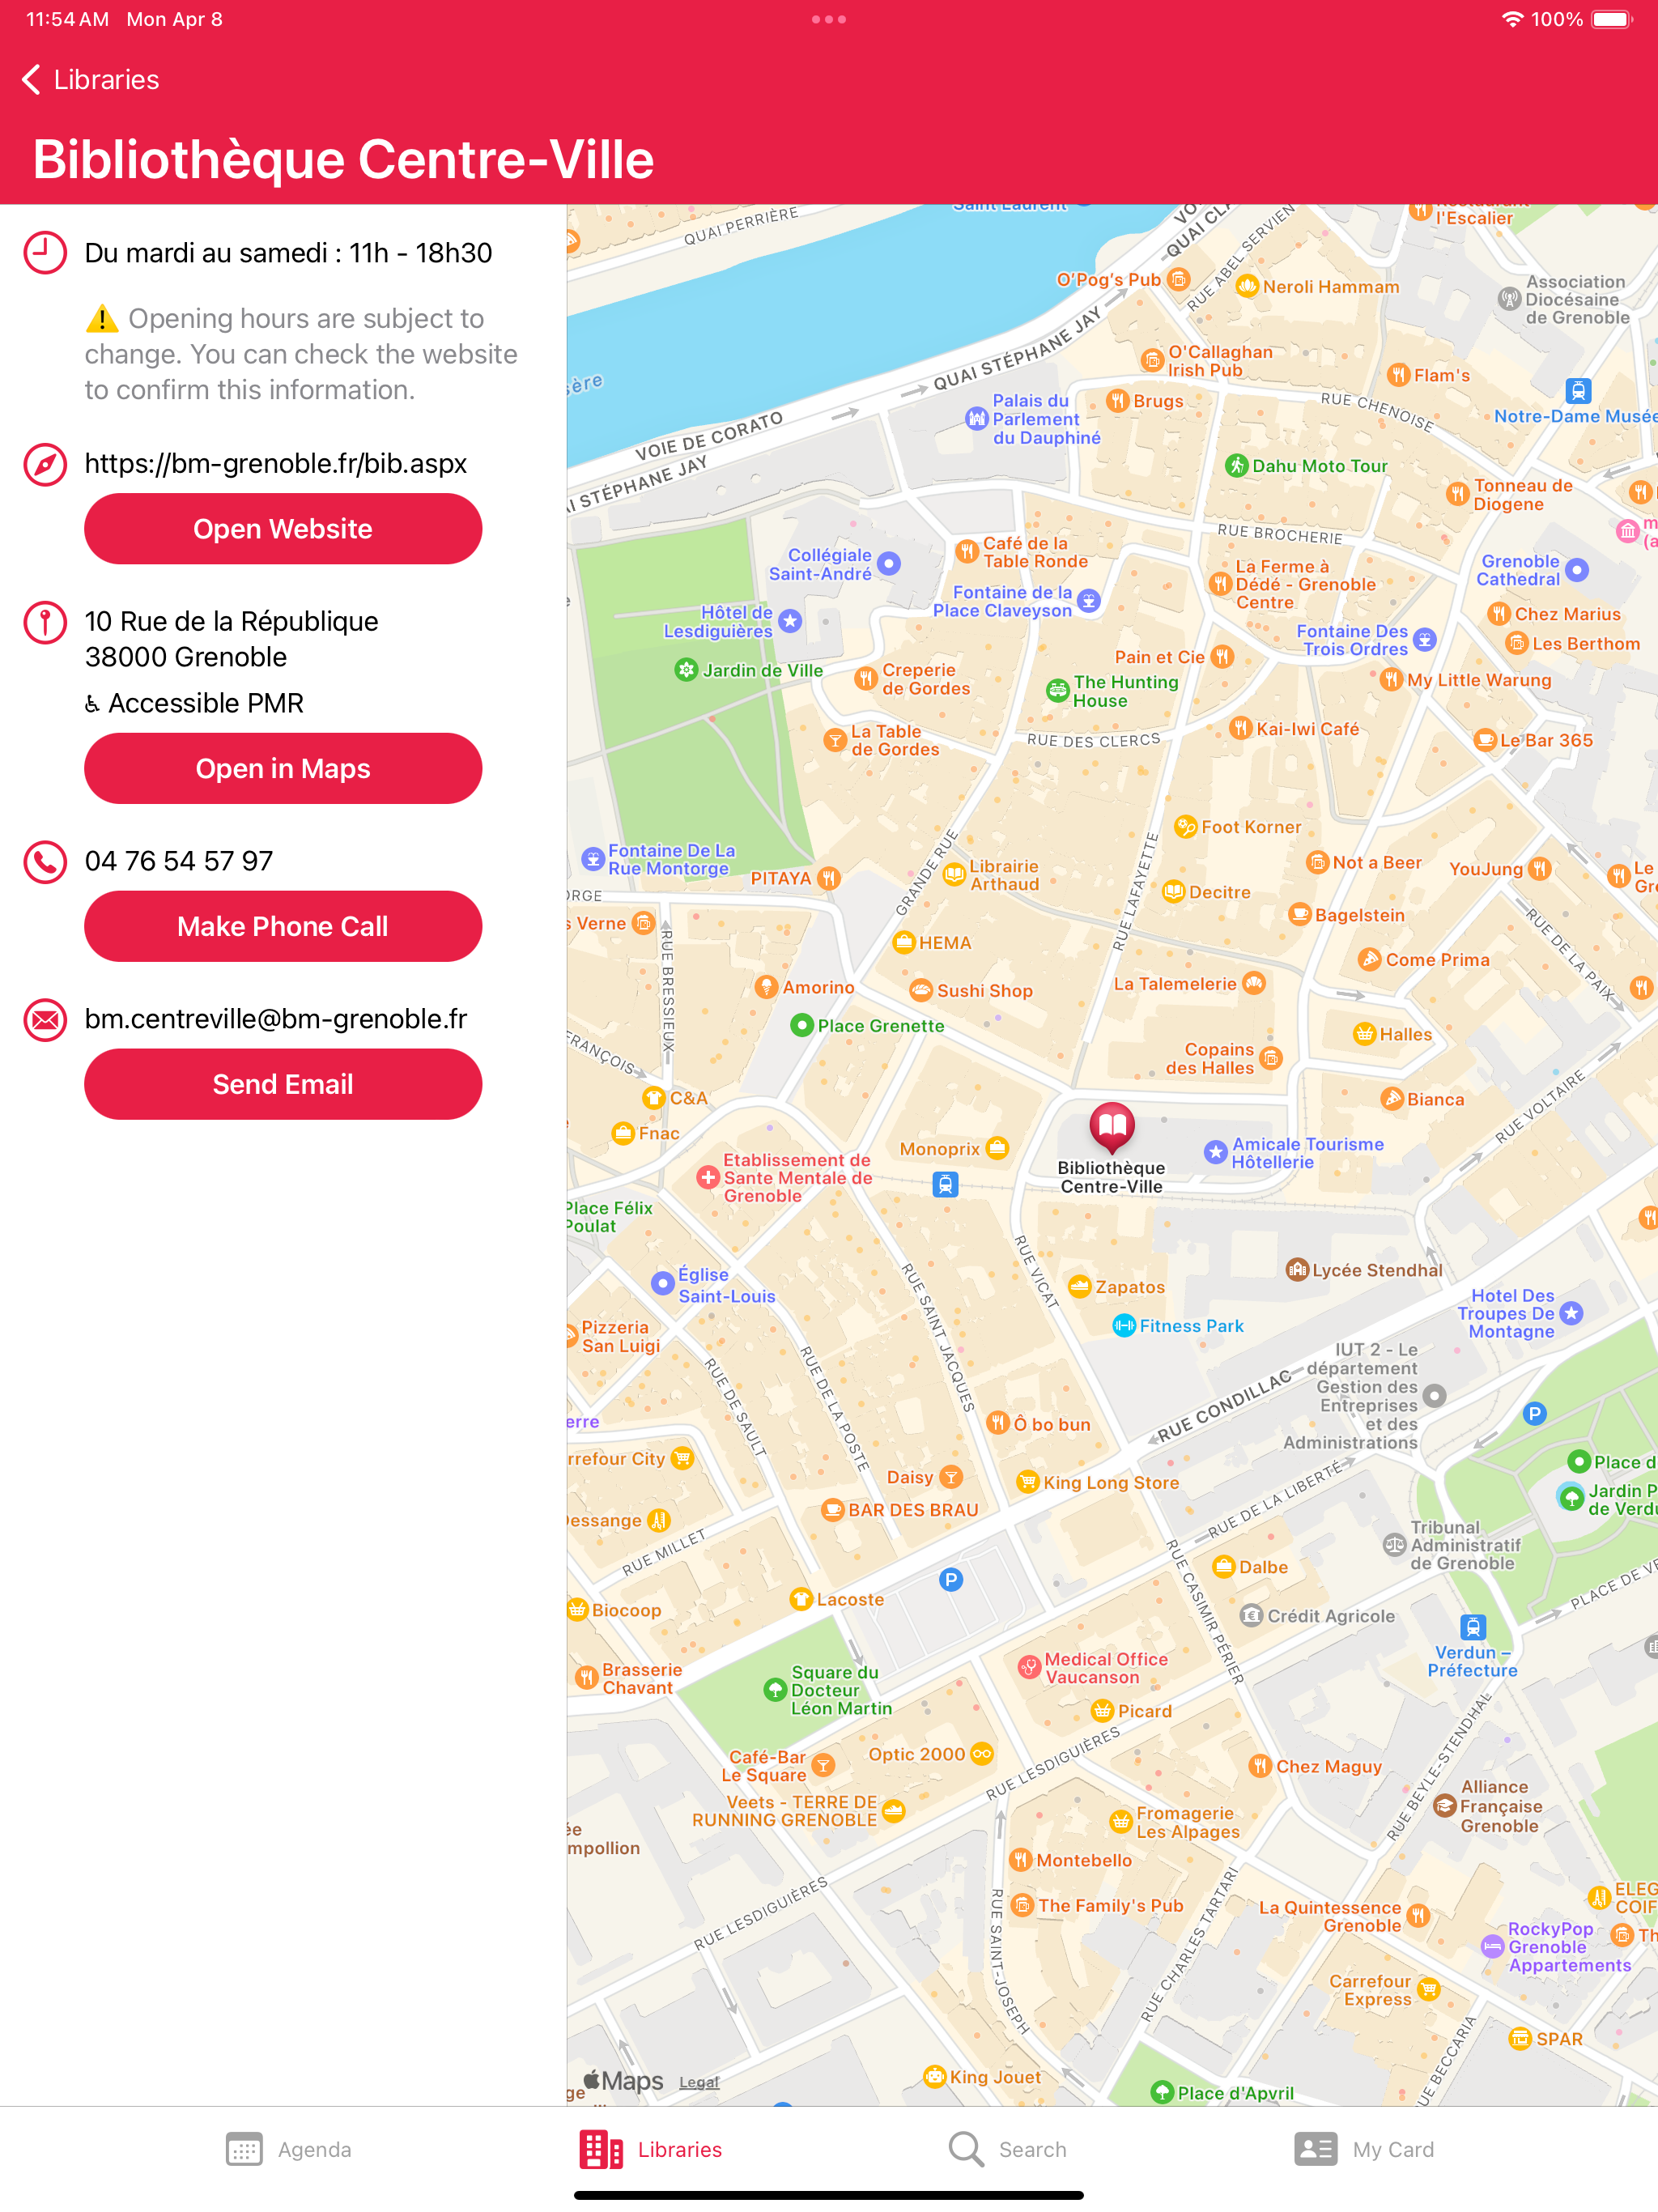 11:54 AM Mon Apr 8
100%
Libraries
Bibliothèque Centre-Ville
Du mardi au samedi : 11h - 18h30
⚠️ Opening hours are subject to
change. You can check the website
to confirm this information.
https://bm-grenoble.fr/bib.aspx
Open Website
10 Rue de la République
38000 Grenoble
♿︎ Accessible PMR
Open in Maps
04 76 54 57 97
Make Phone Call
bm.centreville@bm-grenoble.fr
Send Email
Saint Laurent
QUAI PERRIÈRE
l'Escalier
RUE ABEL SERVIEN
O'Pog's Pub
Neroli Hammam
Association
Diocésaine
de Grenoble
QUAI STÉPHANE JAY
O'Callaghan
Irish Pub
Flam's
Brugs
RUE CHENOISE
Palais du
Parlement
du Dauphiné
Notre-Dame Musée
VOIE DE CORATO
STÉPHANE JAY
Dahu Moto Tour
Tonneau de
Diogene
RUE BROCHERIE
Café de la
Table Ronde
Collégiale
Saint-André
Grenoble
Cathedral
La Ferme à
Dédé - Grenoble
Centre
Fontaine de la
Place Claveyson
Hôtel de
Lesdiguières
Chez Marius
Fontaine Des
Trois Ordres
Les Berthom
Pain et Cie
Jardin de Ville
Creperie
de Gordes
The Hunting
House
My Little Warung
La Table
de Gordes
RUE DES CLERCS
Kai-Iwi Café
Le Bar 365
Foot Korner
Fontaine De La
Rue Montorge
PITAYA
GRANDE RUE
Librairie
Arthaud
RUE LAFAYETTE
Decitre
Not a Beer
YouJung
Le
Verne
Bagelstein
RUE DE LA PAIX
RUE BRESSIEUX
HEMA
Come Prima
Amorino
Sushi Shop
La Talemelerie
Place Grenette
Halles
FRANÇOIS
Copains
des Halles
C&A
Bianca
RUE VOLTAIRE
Fnac
Monoprix
Bibliothèque
Centre-Ville
Amicale Tourisme
Hôtellerie
Etablissement de
Sante Mentale de
Grenoble
Place Félix
Poulat
RUE VICAT
Lycée Stendhal
Église
Saint-Louis
RUE SAINT JACQUES
Zapatos
Hotel Des
Troupes De
Montagne
Fitness Park
Pizzeria
San Luigi
RUE DE SAULT
RUE DE LA POSTE
RUE CONDILLAC
IUT 2 - Le
département
Gestion des
Entreprises
et des
Administrations
P
Ô bo bun
rrefour City
Daisy
King Long Store
Place d
BAR DES BRAU
Jardin P
de Verdu
RUE DE LA LIBERTÉ
Dessange
RUE MILLET
Tribunal
Administratif
de Grenoble
RUE CASIMIR PÉRIER
Dalbe
P
PLACE DE VE
Lacoste
Biocoop
Crédit Agricole
Verdun –
Préfecture
Brasserie
Chavant
Square du
Docteur
Léon Martin
Medical Office
Vaucanson
Picard
Café-Bar
Le Square
Optic 2000
RUE LESDIGUIÈRES
RUE BEYLE-STENDHAL
Chez Maguy
Veets - TERRE DE
RUNNING GRENOBLE
Fromagerie
Les Alpages
Alliance
Française
Grenoble
mpollion
Montebello
RUE LESDIGUIÈRES
RUE SAINT-JOSEPH
The Family's Pub
RUE CHARLES TARTARI
La Quintessence
Grenoble
ELEG
COIF
RockyPop
Grenoble
Appartements
Th
Carrefour
Express
RUE BECCARIA
SPAR
King Jouet
Place d'Apvril
Maps Legal
Agenda
Libraries
Search
My Card